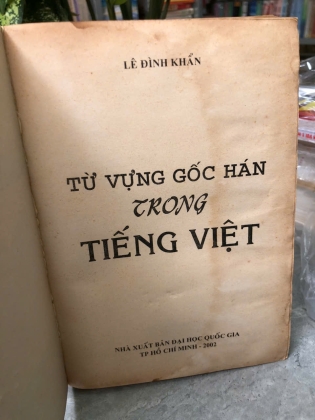 LÊ ĐÌNH KHẨN
TỪ VỰNG GỐC HÁN
TRONG
TIẾNG VIỆT
NHÀ XUẤT BẢN ĐẠI HỌC QUỐC GIA
TP HỒ CHÍ MINH - 2002